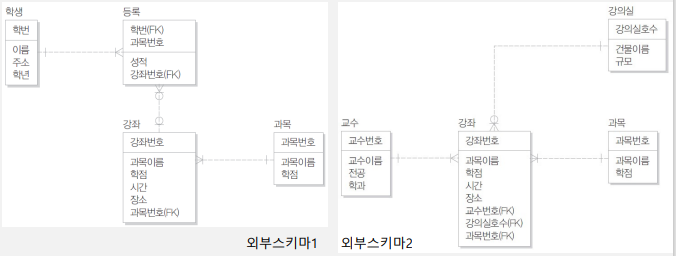 학생
학번
이름
주소
학년
등록
학번(FK)
과목번호
성적
강좌번호(FK)
강좌
강좌번호
과목이름
학점
시간
장소
과목번호(FK)
과목
과목번호
과목이름
학점
외부스키마1
강의실
강의실호수
건물이름
규모
교수
교수번호
교수이름
전공
학과
강좌
강좌번호
과목이름
학점
시간
장소
교수번호(FK)
강의실호수(FK)
과목번호(FK)
과목
과목번호
과목이름
학점
외부스키마2